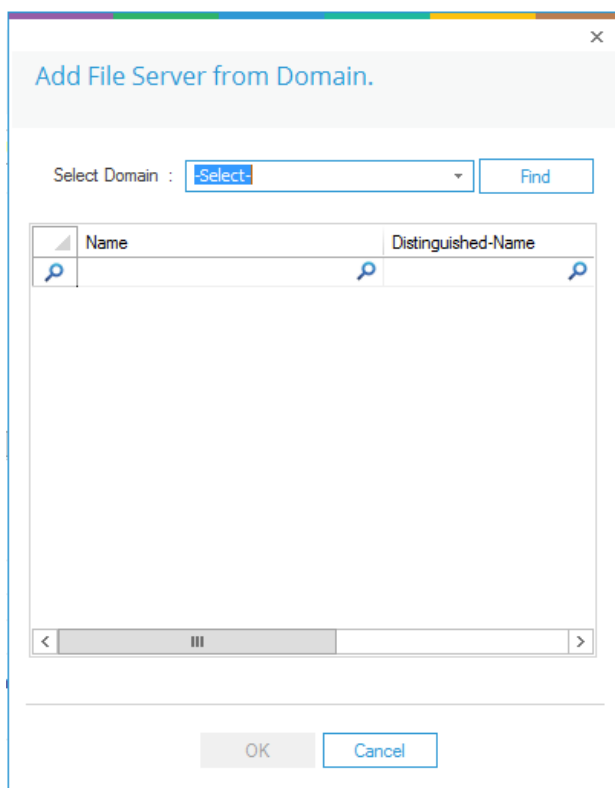 Add File Server from Domain.
Select Domain : -Select- Find
Name Distinguished-Name
OK Cancel